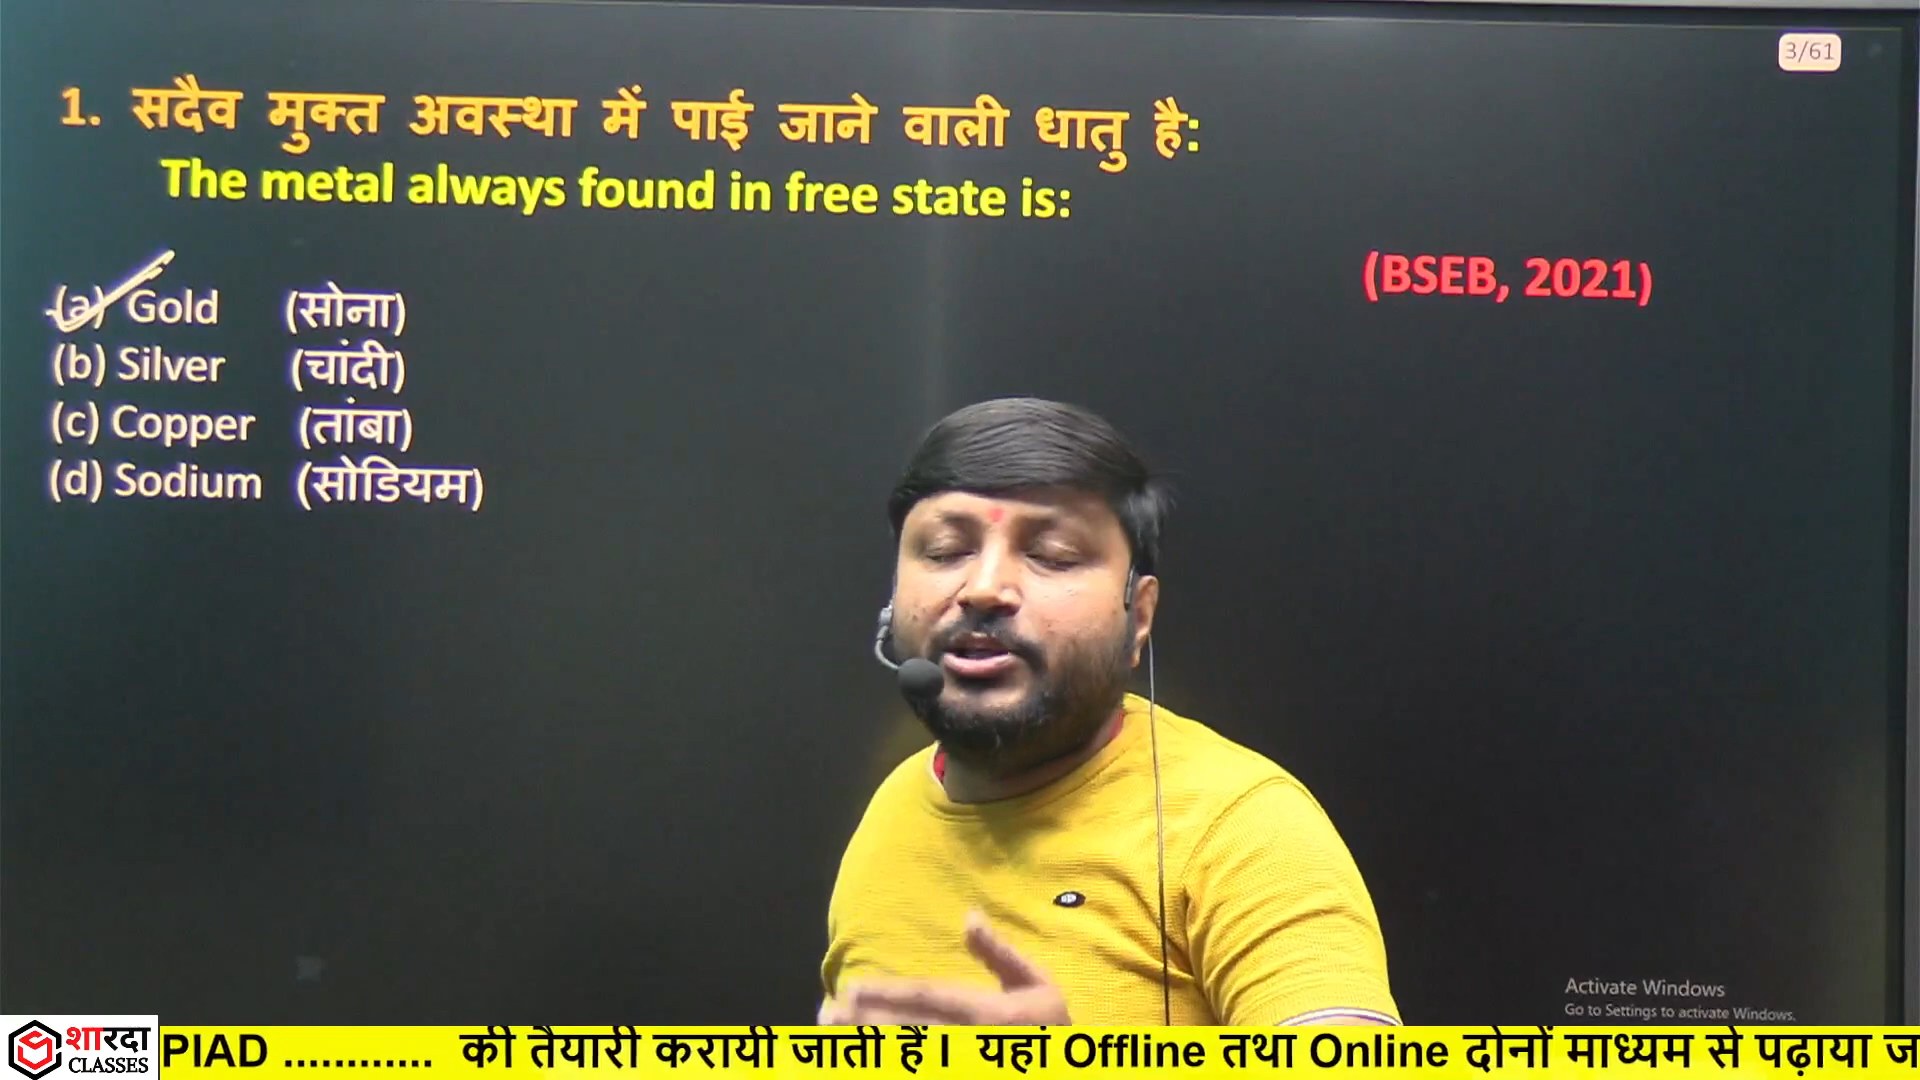 3/61
1. सदैव मुक्त अवस्था में पाई जाने वाली धातु है:
The metal always found in free state is:
(BSEB, 2021)
(a) Gold (सोना)
(b) Silver (चांदी)
(c) Copper (तांबा)
(d) Sodium (सोडियम)
Activate Windows
Go to Settings to activate Windows.
शारदा
CLASSES
PIAD ............ की तैयारी करायी जाती हैं I यहां Offline तथा Online दोनों माध्यम से पढ़ाया ज